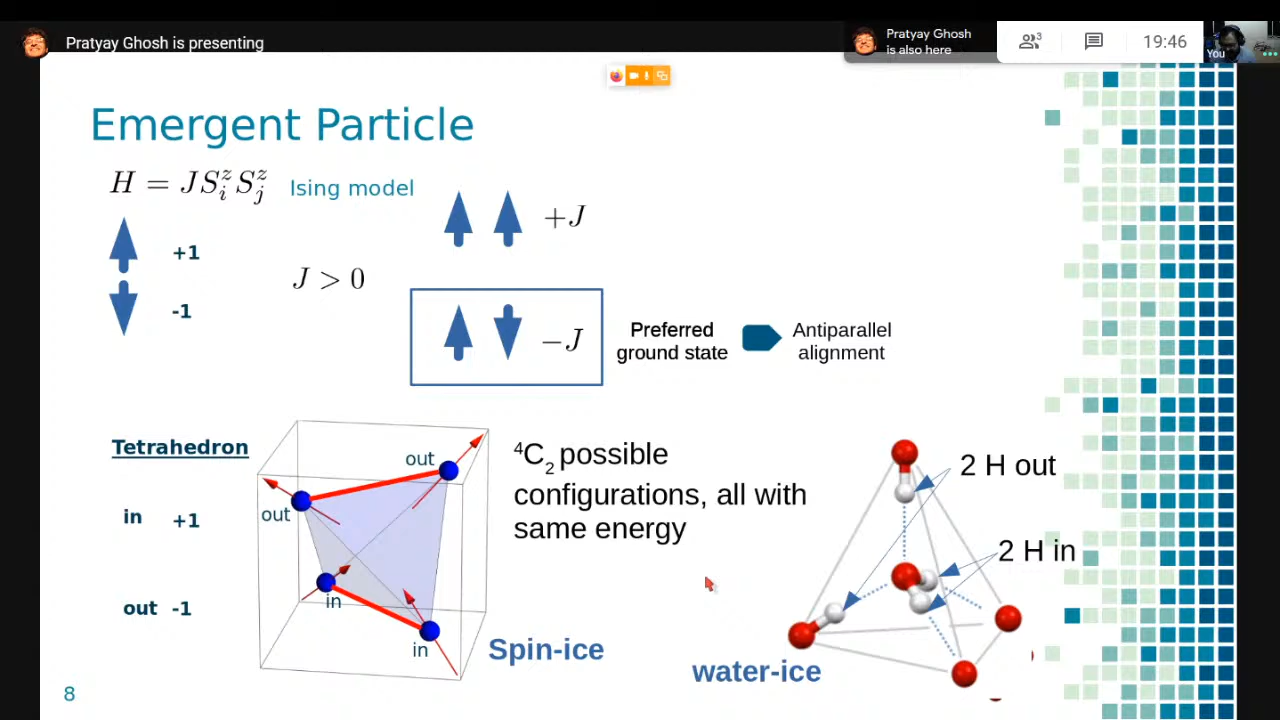 Pratyay Ghosh is presenting
Pratyay Ghosh
is also here
3
19:46
You
Emergent Particle
H = JS_i^z S_j^z
Ising model
+J
+1
J > 0
-1
−J
Preferred
ground state
Antiparallel
alignment
Tetrahedron
in +1
out -1
out
out
in
in
⁴C₂ possible
configurations, all with
same energy
Spin-ice
2 H out
2 H in
water-ice
8